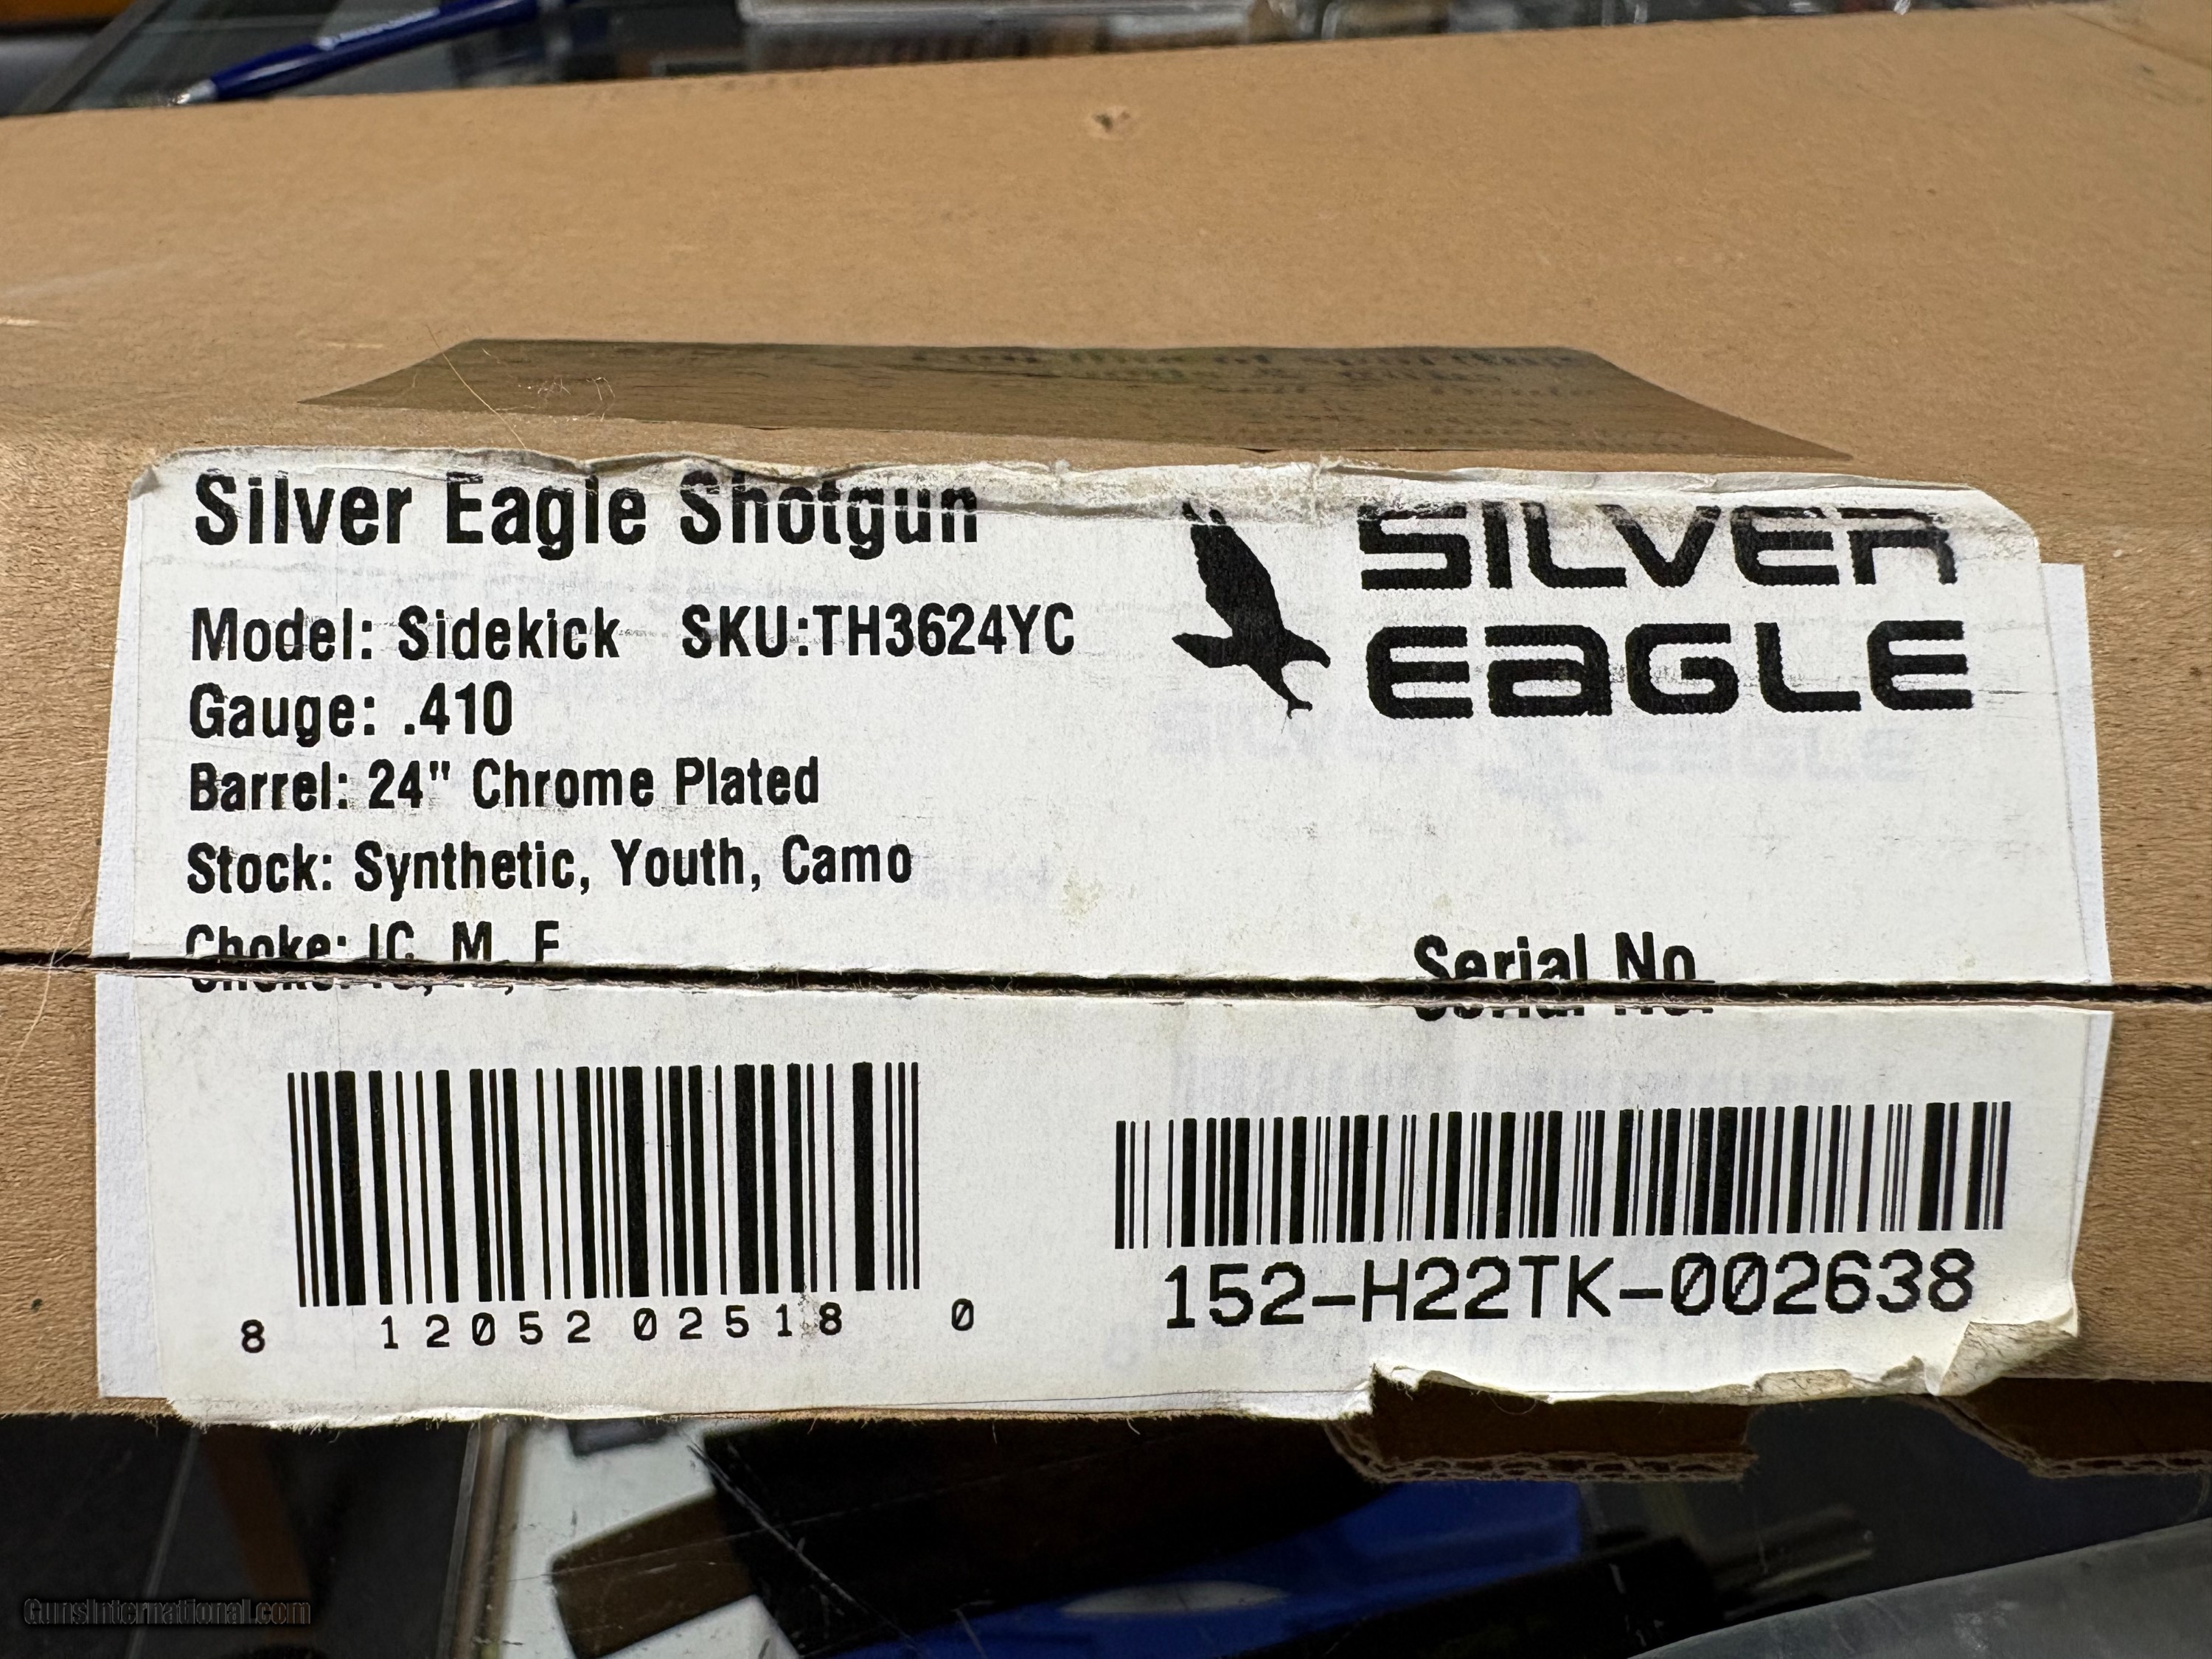 Silver Eagle Shotgun
SILVER
EAGLE
Model: Sidekick SKU:TH3624YC
Gauge: .410
Barrel: 24" Chrome Plated
Stock: Synthetic, Youth, Camo
Choke: IC, M, F
Serial No.
8 12052 02518 0
152-H22TK-002638
GunsInternational.com